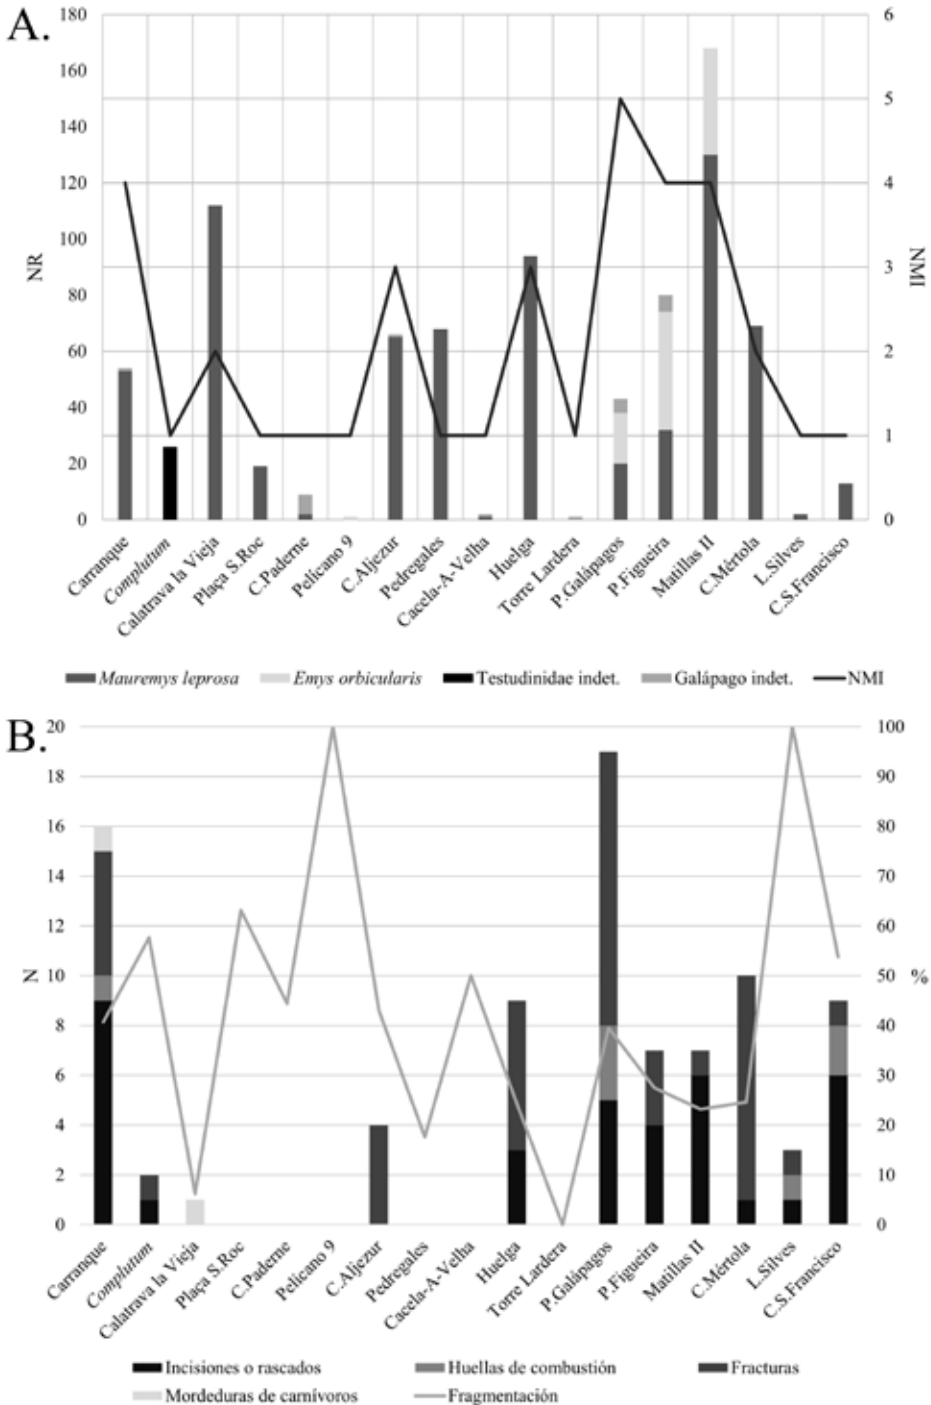 A.
180
160
140
120
100
80
60
40
20
0
NR
6
5
4
3
2
1
0
NMI
Carranque
Complutum
Calatrava la Vieja
Plaça S.Roc
C.Paderne
Pelícano 9
C.Aljezur
Pedregales
Cacela-A-Velha
Huelga
Torre Lardera
P.Galápagos
P.Figueira
Matillas II
C.Mértola
L.Silves
C.S.Francisco
Mauremys leprosa Emys orbicularis Testudinidae indet. Galápago indet. NMI
B.
20
18
16
14
12
10
8
6
4
2
0
N
100
90
80
70
60
50
40
30
20
10
0
%
Carranque
Complutum
Calatrava la Vieja
Plaça S.Roc
C.Paderne
Pelícano 9
C.Aljezur
Pedregales
Cacela-A-Velha
Huelga
Torre Lardera
P.Galápagos
P.Figueira
Matillas II
C.Mértola
L.Silves
C.S.Francisco
Incisiones o rascados Huellas de combustión Fracturas
Mordeduras de carnívoros Fragmentación